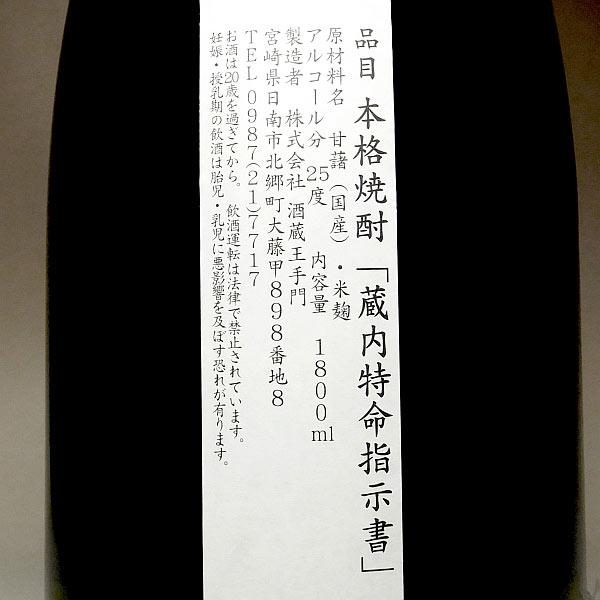 品目 本格焼酎「蔵内特命指示書」
原材料名 甘藷(国産)・米麹
アルコール分 25度 内容量 1800ml
製造者 株式会社 酒蔵王手門
宮崎県日南市北郷町大藤甲898番地8
TEL 0987(21)7717
お酒は20歳を過ぎてから。 飲酒運転は法律で禁止されています。
妊娠・授乳期の飲酒は胎児・乳児に悪影響を及ぼす恐れが有ります。